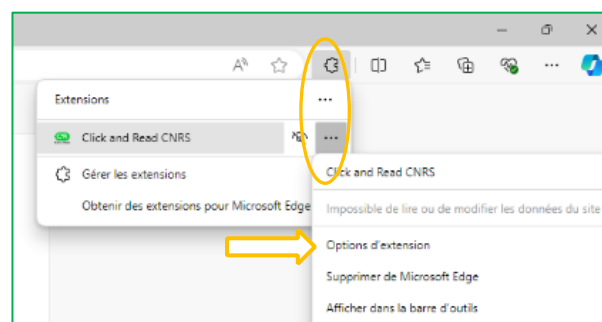 Extensions
Click and Read CNRS
Gérer les extensions
Obtenir des extensions pour Microsoft Edge
Click and Read CNRS
Impossible de lire ou de modifier les données du site
Options d'extension
Supprimer de Microsoft Edge
Afficher dans la barre d'outils